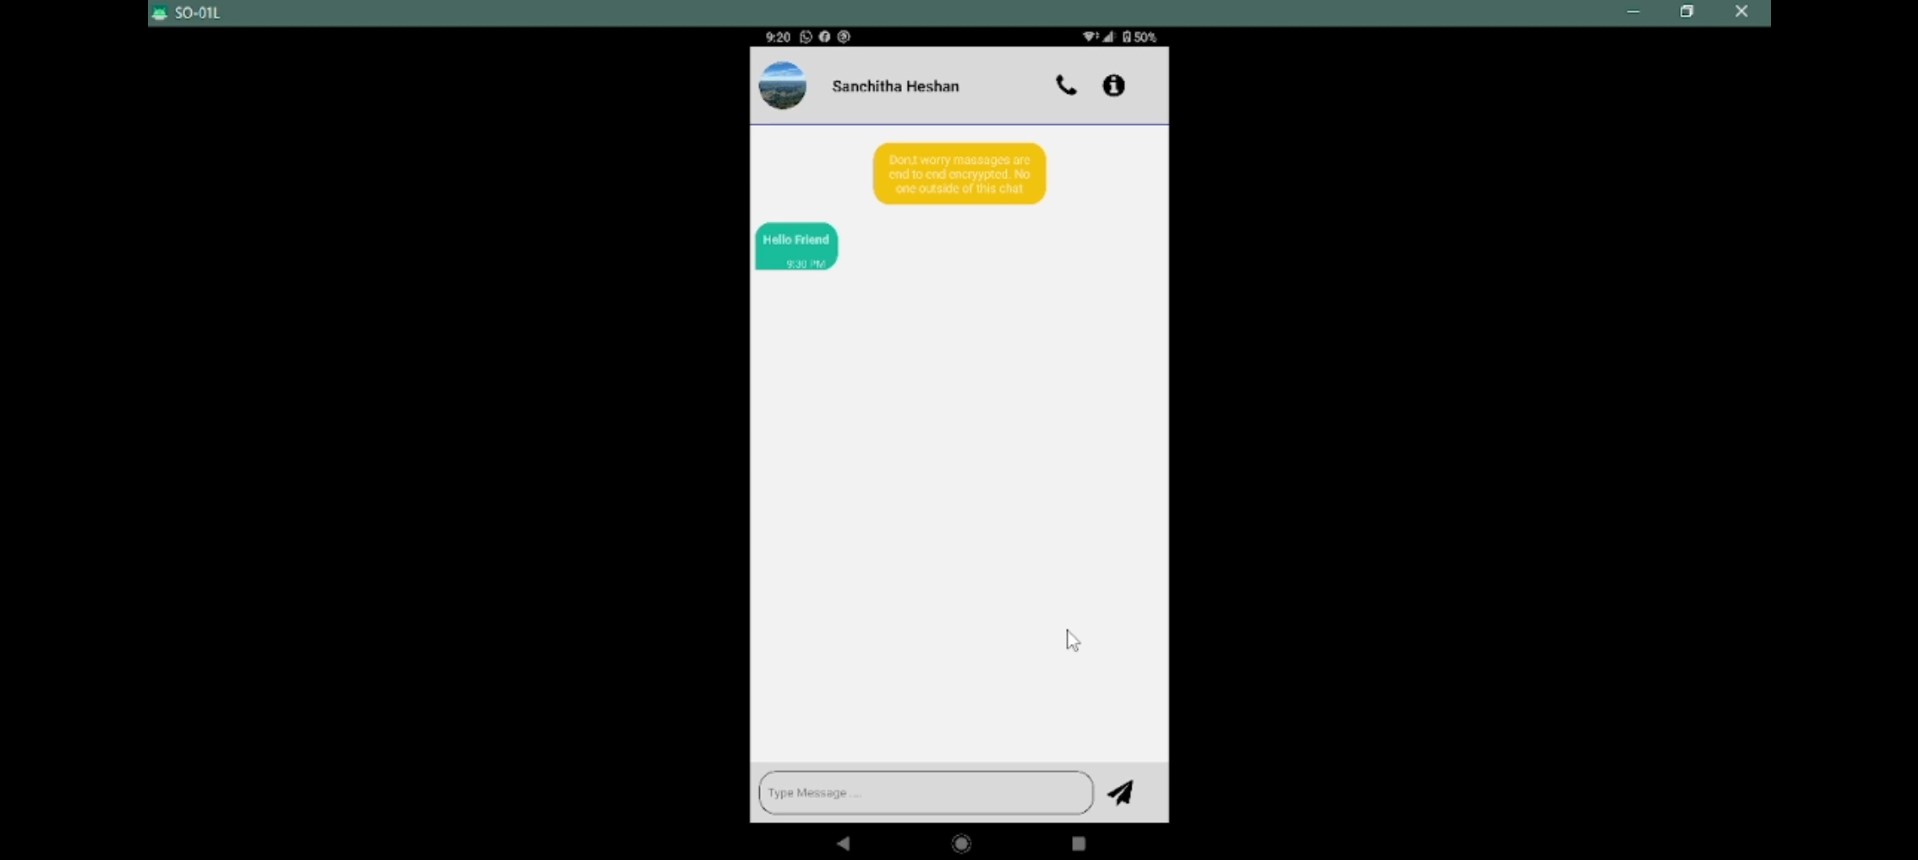 SO-01L
9:20
50%
Sanchitha Heshan
Don,t worry massages are
end to end encryypted. No
one outside of this chat
Hello Friend
9:30 PM
Type Message ...